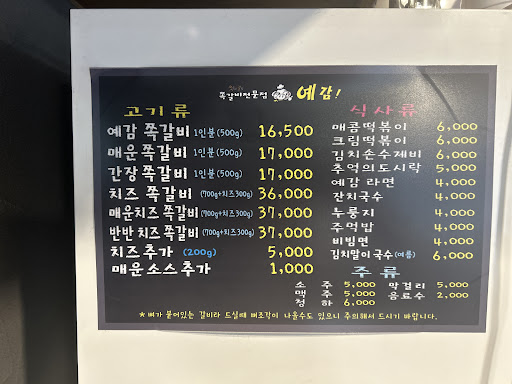 쪽갈비전문점 예감!
고기류
예감 쪽갈비 1인분(500g) 16,500
매운 쪽갈비 1인분(500g) 17,000
간장 쪽갈비 1인분(500g) 17,000
치즈 쪽갈비 (700g+치즈300g) 36,000
매운치즈 쪽갈비 (700g+치즈300g) 37,000
반반 치즈 쪽갈비 (700g+치즈300g) 37,000
치즈추가 (200g) 5,000
매운소스추가 1,000
식사류
매콤떡볶이 6,000
크림떡볶이 6,000
김치손수제비 6,000
추억의도시락 5,000
예감 라면 4,000
잔치국수 4,000
누룽지 4,000
주먹밥 4,000
비빔면 4,000
김치말이국수(여름) 6,000
주류
소주 5,000 막걸리 5,000
맥주 5,000 음료수 2,000
청하 6,000
* 뼈가 붙어있는 갈비라 드실때 뼈조각이 나올수도 있으니 주의해서 드시기 바랍니다.